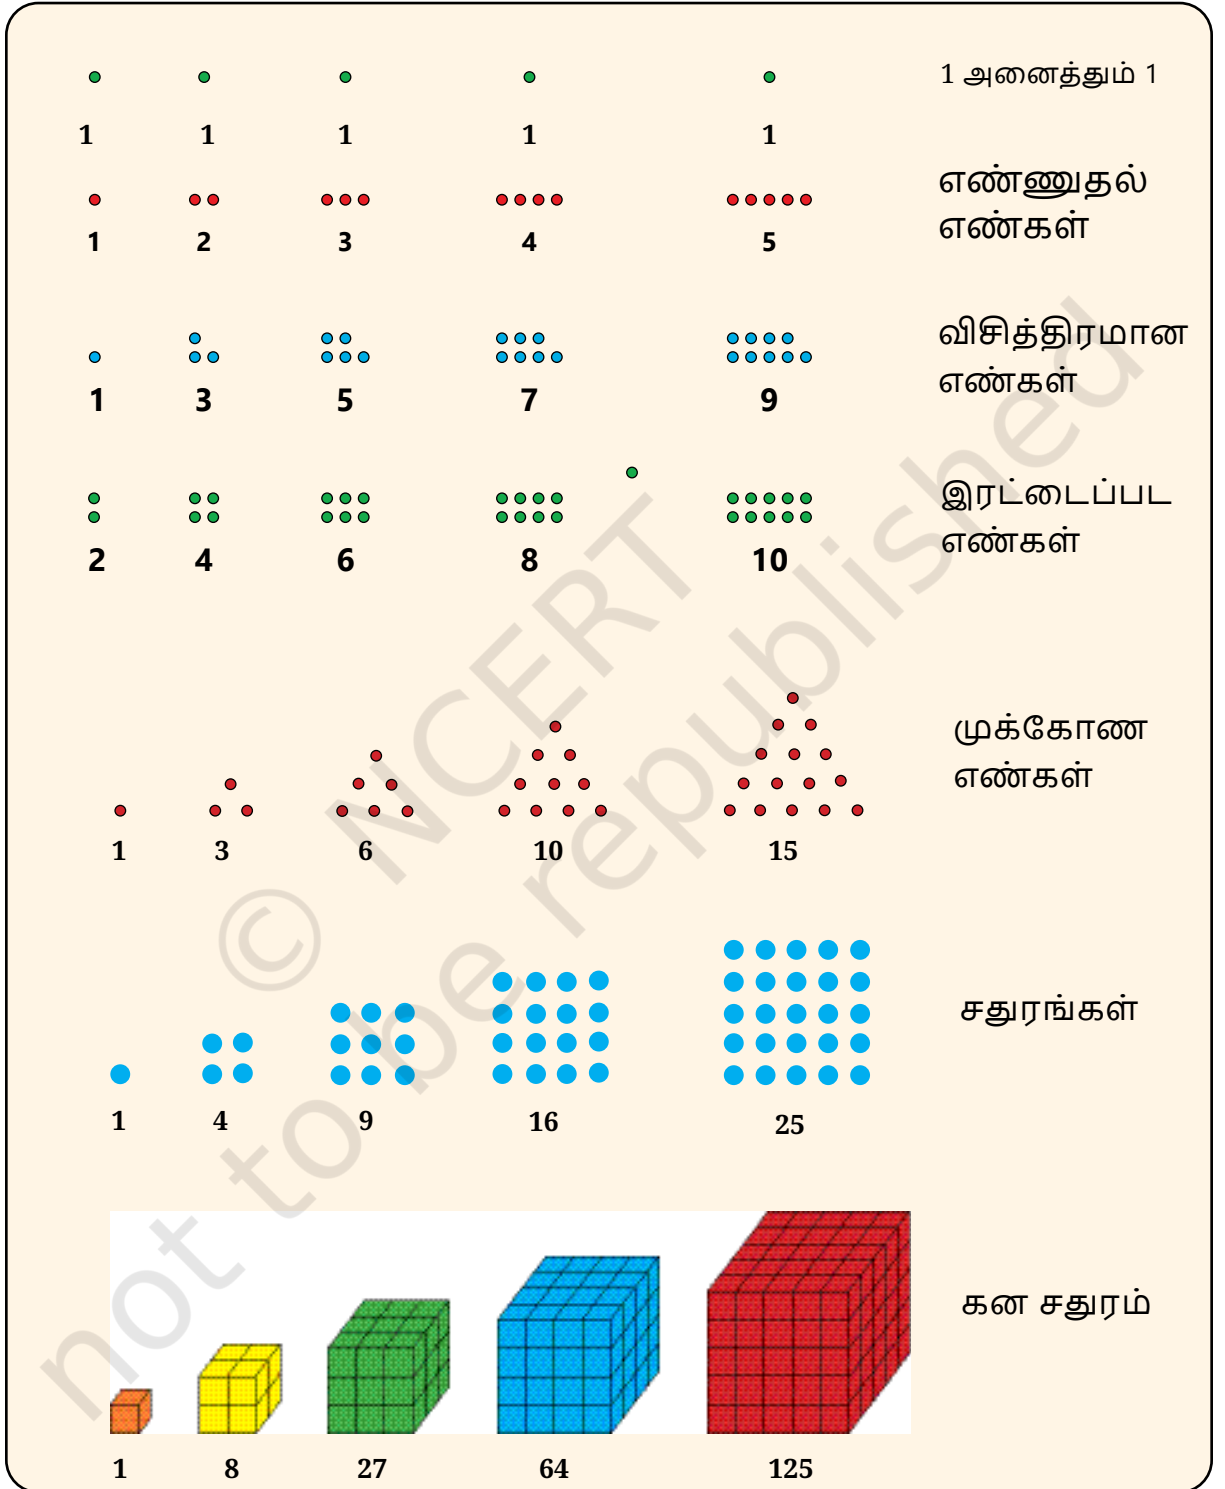 1 அனைத்தும் 1
1 1 1 1 1
எண்ணுதல்
எண்கள்
1 2 3 4 5
விசித்திரமான
எண்கள்
1 3 5 7 9
இரட்டைப்பட
எண்கள்
2 4 6 8 10
முக்கோண
எண்கள்
1 3 6 10 15
சதுரங்கள்
1 4 9 16 25
கன சதுரம்
1 8 27 64 125
© NCERT
not to be republished